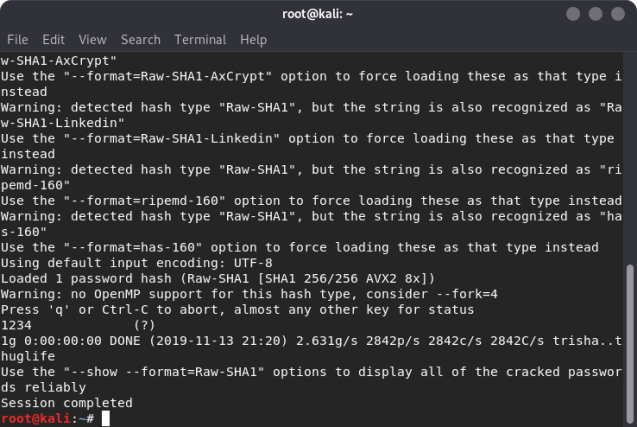 root@kali: ~
File Edit View Search Terminal Help
w-SHA1-AxCrypt"
Use the "--format=Raw-SHA1-AxCrypt" option to force loading these as that type i
nstead
Warning: detected hash type "Raw-SHA1", but the string is also recognized as "Ra
w-SHA1-Linkedin"
Use the "--format=Raw-SHA1-Linkedin" option to force loading these as that type
instead
Warning: detected hash type "Raw-SHA1", but the string is also recognized as "ri
pemd-160"
Use the "--format=ripemd-160" option to force loading these as that type instead
Warning: detected hash type "Raw-SHA1", but the string is also recognized as "ha
s-160"
Use the "--format=has-160" option to force loading these as that type instead
Using default input encoding: UTF-8
Loaded 1 password hash (Raw-SHA1 [SHA1 256/256 AVX2 8x])
Warning: no OpenMP support for this hash type, consider --fork=4
Press 'q' or Ctrl-C to abort, almost any other key for status
1234             (?)
1g 0:00:00:00 DONE (2019-11-13 21:20) 2.631g/s 2842p/s 2842c/s 2842C/s trisha..t
huglife
Use the "--show --format=Raw-SHA1" options to display all of the cracked passwor
ds reliably
Session completed
root@kali:~#